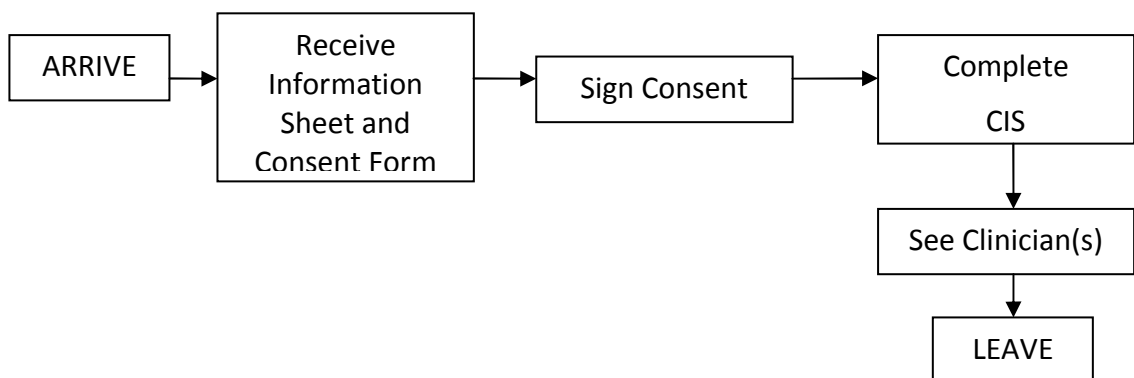 ARRIVE
Receive
Information
Sheet and
Consent Form
Sign Consent
Complete
CIS
See Clinician(s)
LEAVE